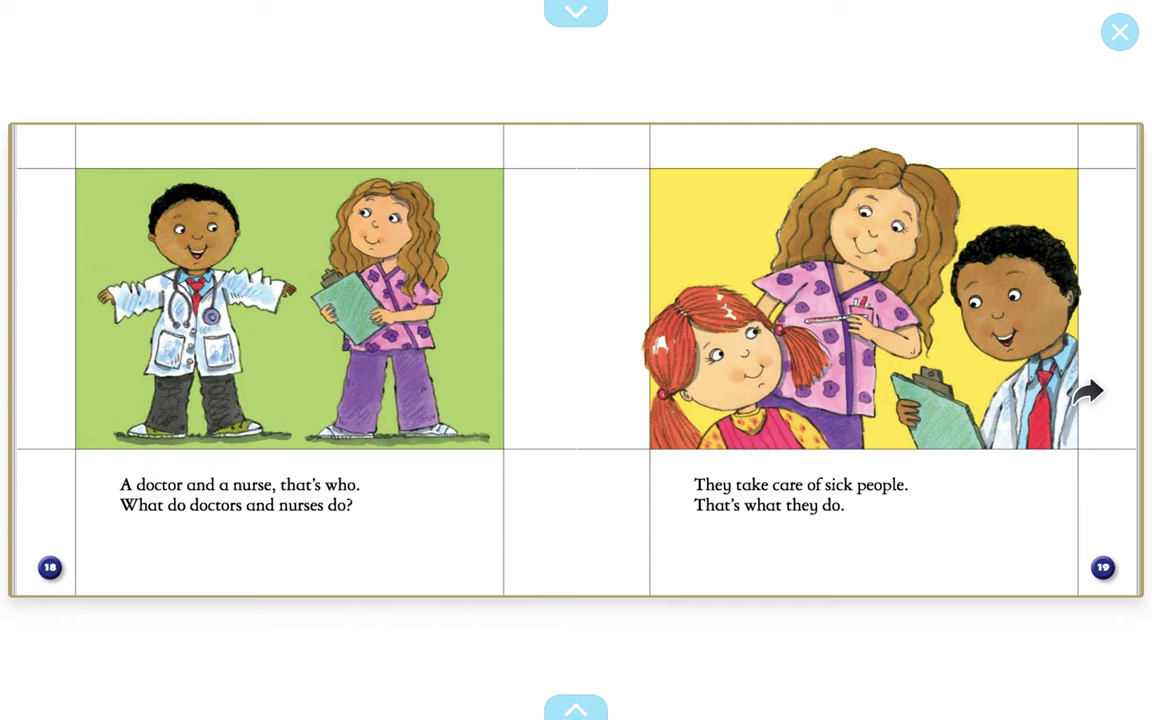 A doctor and a nurse, that's who.
What do doctors and nurses do?
18
They take care of sick people.
That's what they do.
19